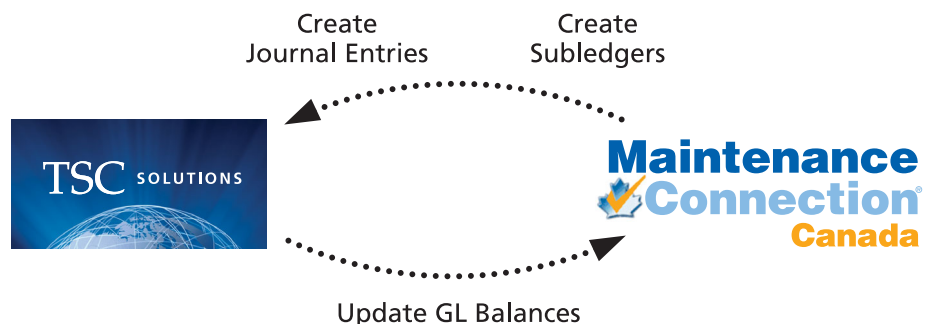 Create
Journal Entries
Create
Subledgers
TSC SOLUTIONS
Maintenance
Connection®
Canada
Update GL Balances